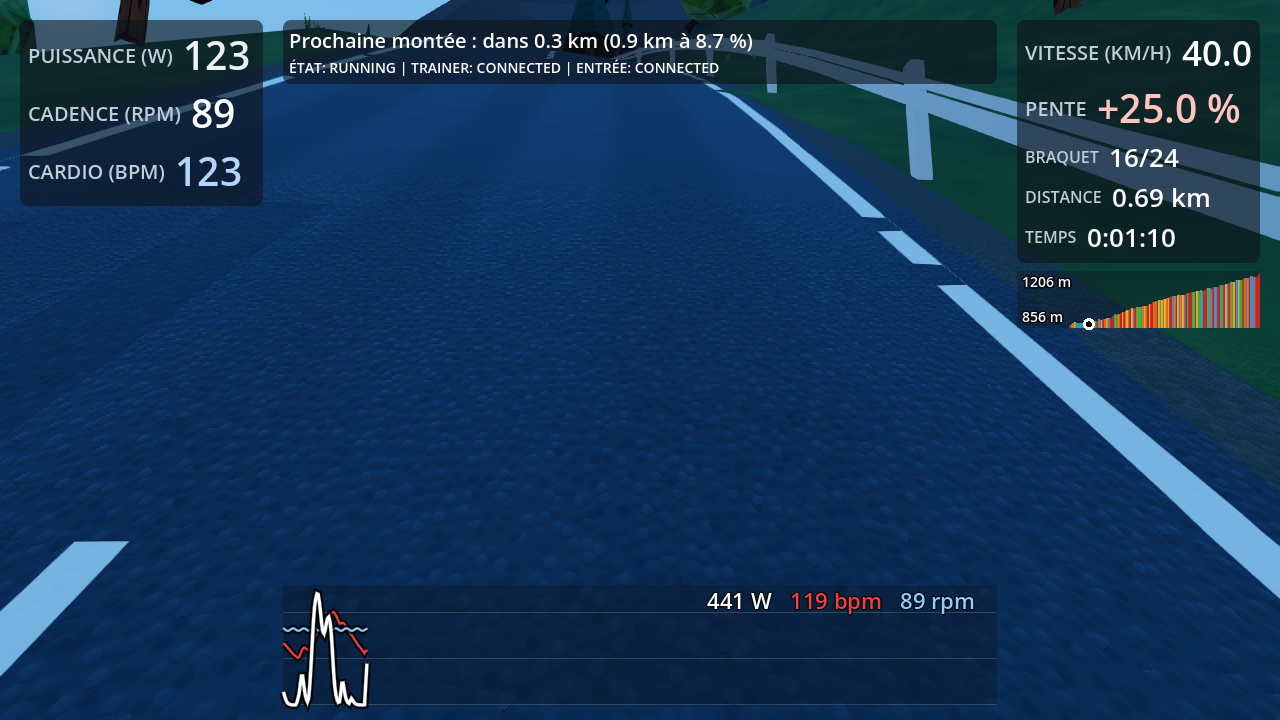 PUISSANCE (W) 123
CADENCE (RPM) 89
CARDIO (BPM) 123
Prochaine montée : dans 0.3 km (0.9 km à 8.7 %)
ÉTAT: RUNNING | TRAINER: CONNECTED | ENTRÉE: CONNECTED
VITESSE (KM/H) 40.0
PENTE +25.0 %
BRAQUET 16/24
DISTANCE 0.69 km
TEMPS 0:01:10
1206 m
856 m
441 W 119 bpm 89 rpm